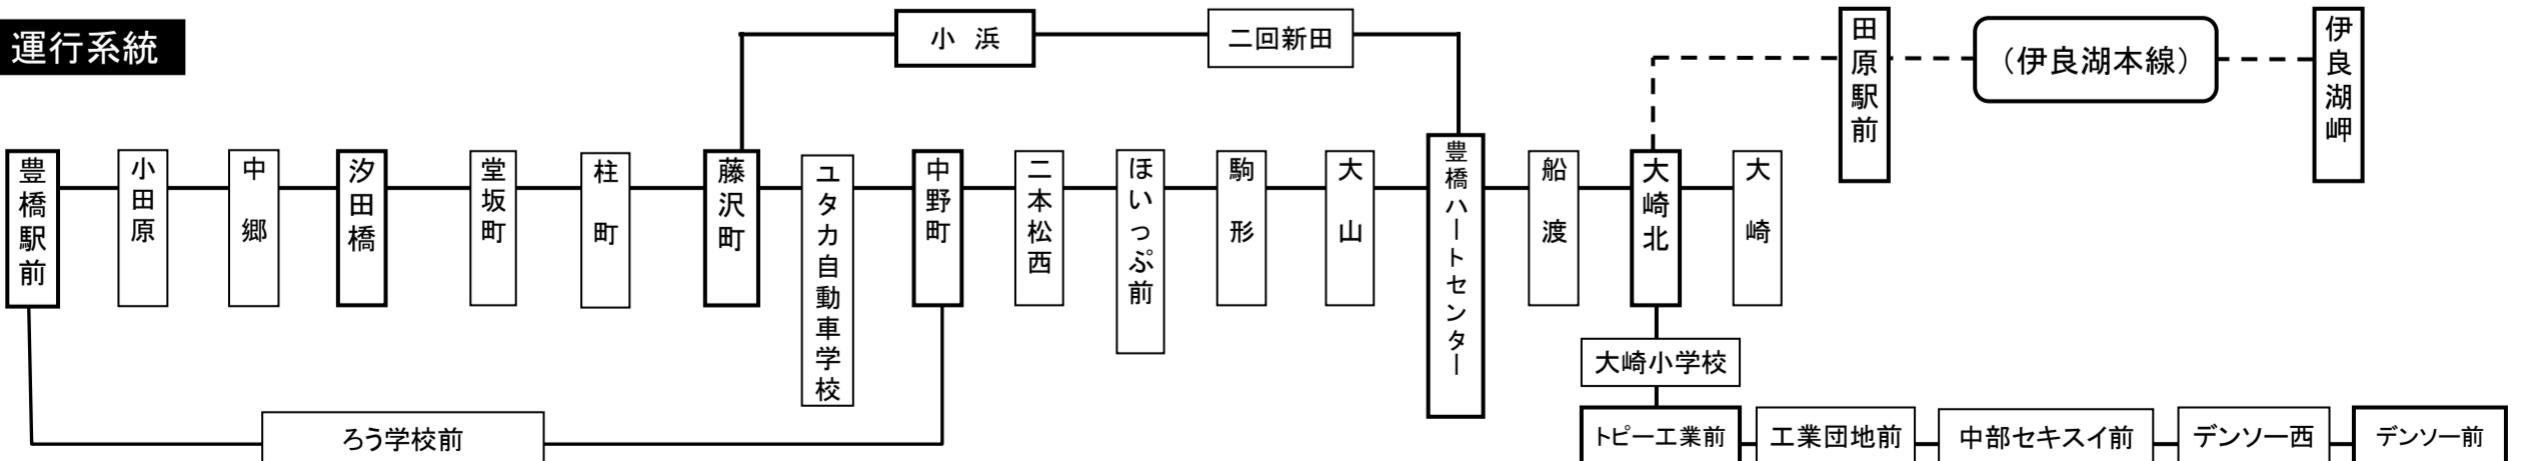 運行系統
小浜
二回新田
田原駅前
（伊良湖本線）
伊良湖岬
豊橋駅前
小田原
中郷
汐田橋
堂坂町
柱町
藤沢町
ユタカ自動車学校
中野町
二本松西
ほいっぷ前
駒形
大山
豊橋ハートセンター
船渡
大崎北
大崎
大崎小学校
ろう学校前
トピー工業前
工業団地前
中部セキスイ前
デンソー西
デンソー前